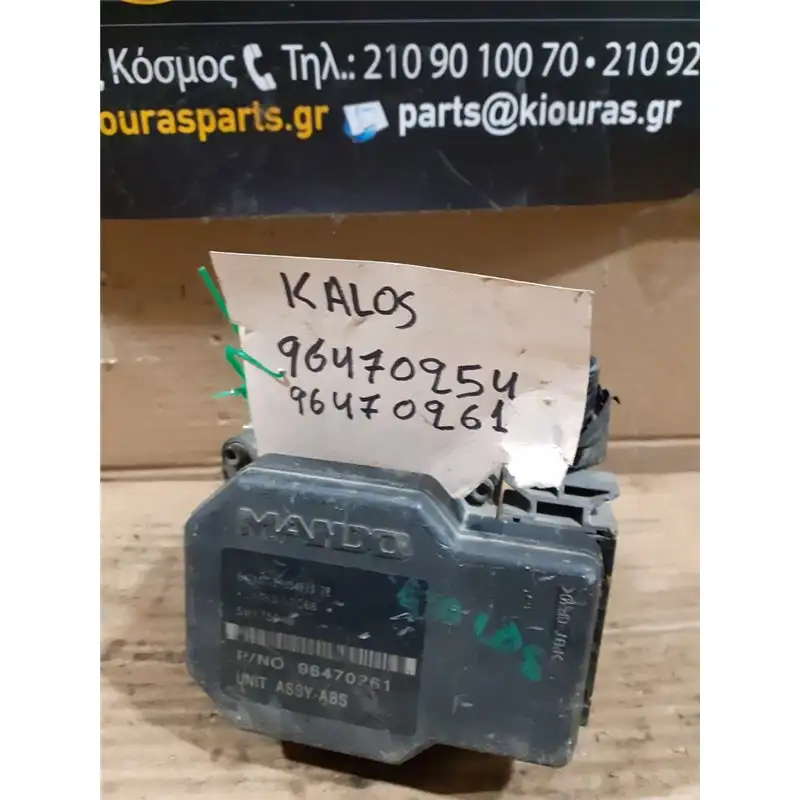 , Κόσμος Τηλ.: 210 90 100 70 • 210 92
iourasparts.gr parts@kiouras.gr
KALOS
96470254
96470261
MANDO
P/NO 96470261
UNIT ASSY-ABS